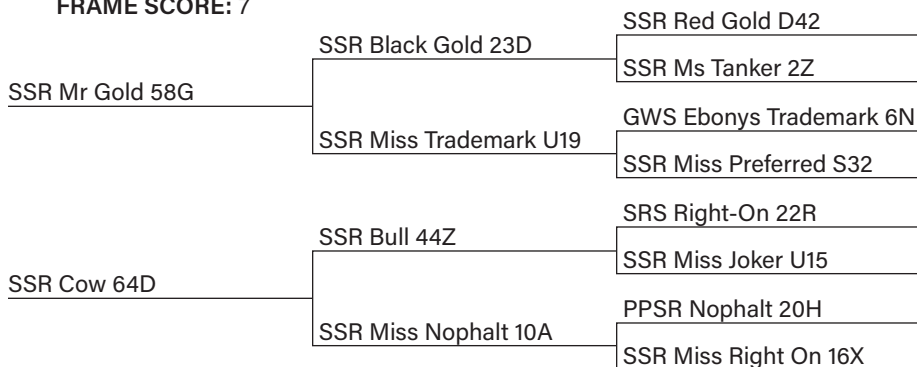 FRAME SCORE: 7
SSR Red Gold D42
SSR Black Gold 23D
SSR Ms Tanker 2Z
SSR Mr Gold 58G
GWS Ebonys Trademark 6N
SSR Miss Trademark U19
SSR Miss Preferred S32
SRS Right-On 22R
SSR Bull 44Z
SSR Miss Joker U15
SSR Cow 64D
PPSR Nophalt 20H
SSR Miss Nophalt 10A
SSR Miss Right On 16X